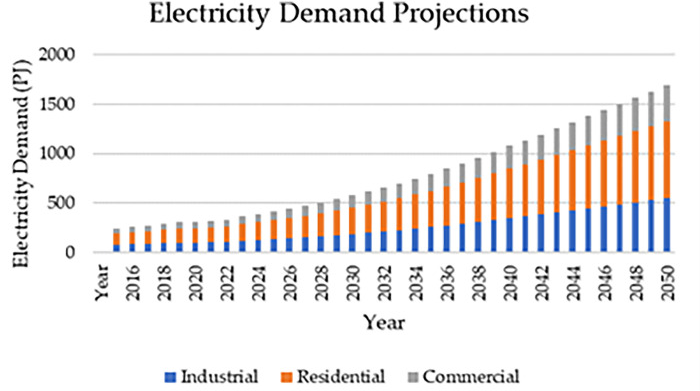 Electricity Demand Projections
Electricity Demand (PJ)
2000
1500
1000
500
0
Year 2016 2018 2020 2022 2024 2026 2028 2030 2032 2034 2036 2038 2040 2042 2044 2046 2048 2050
Year
Industrial Residential Commercial